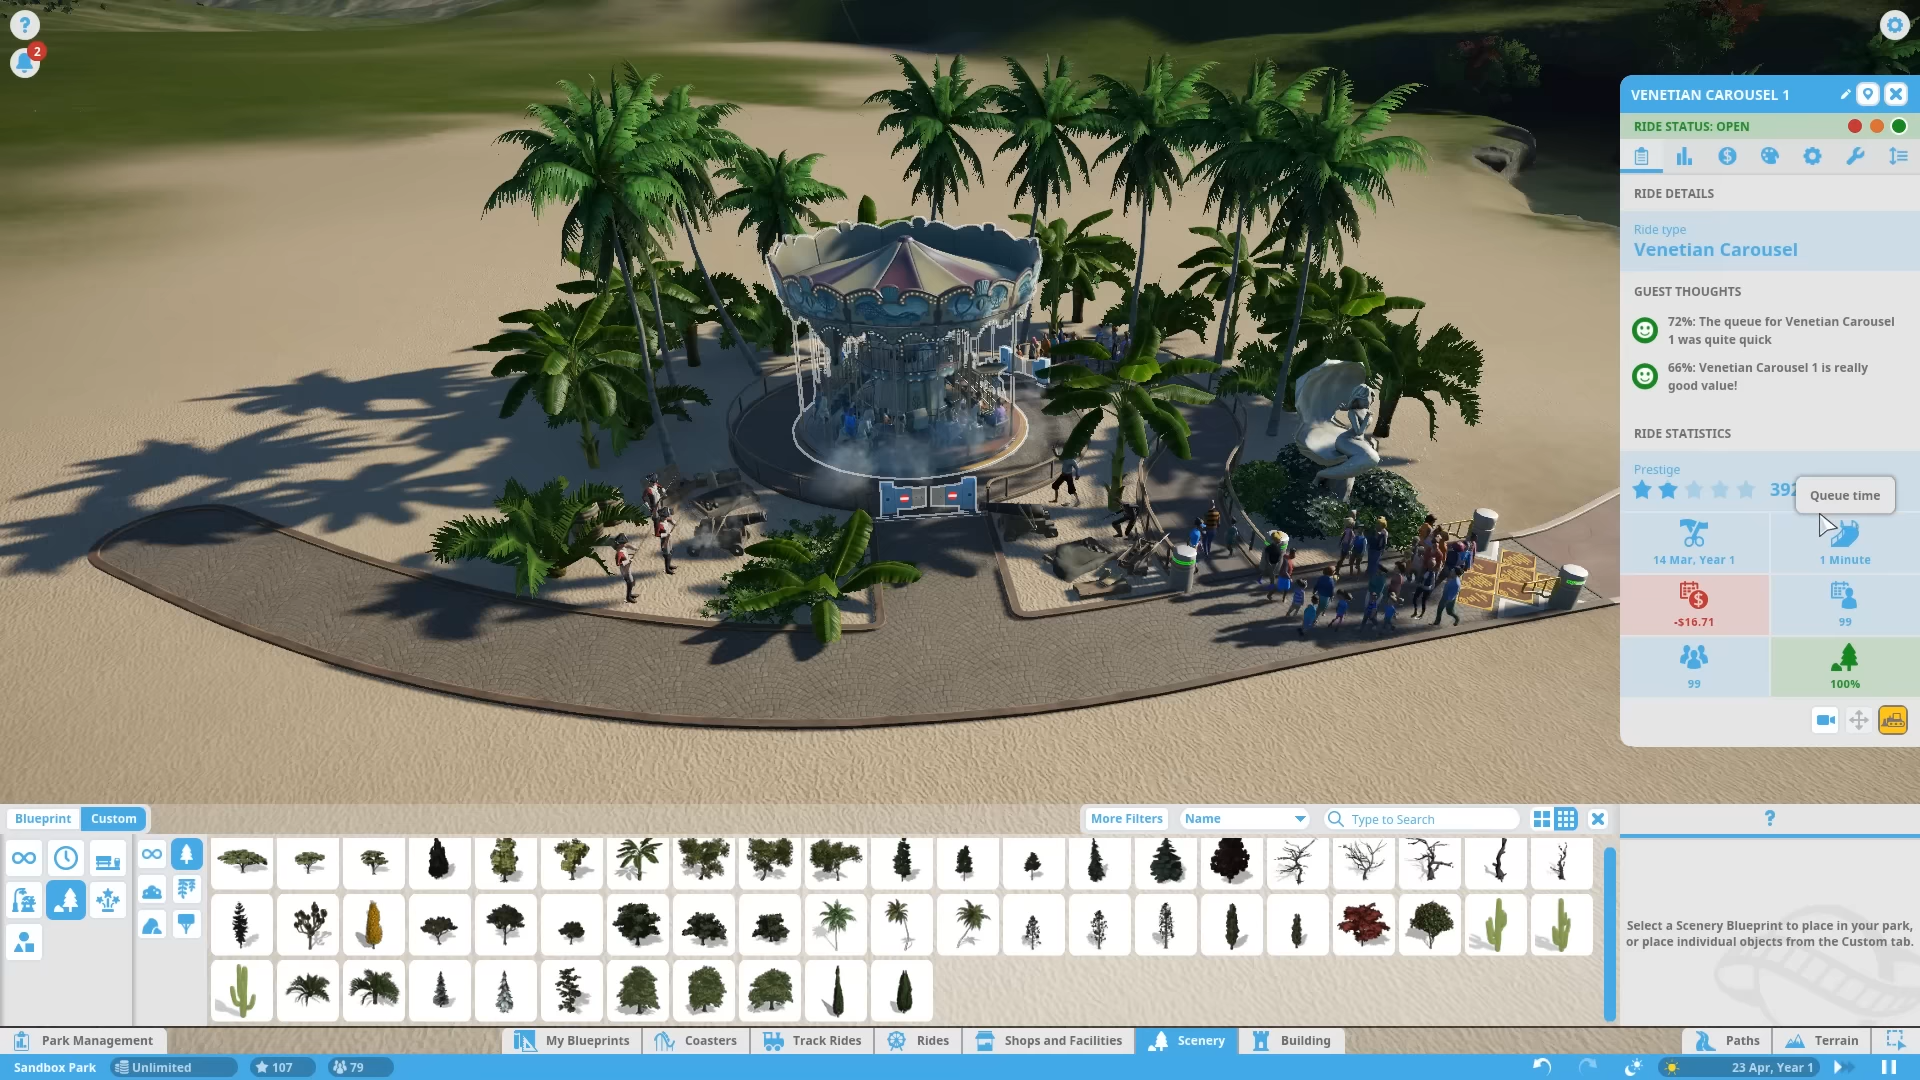 ?
2
VENETIAN CAROUSEL 1
RIDE STATUS: OPEN
RIDE DETAILS
Ride type
Venetian Carousel
GUEST THOUGHTS
72%: The queue for Venetian Carousel
1 was quite quick
66%: Venetian Carousel 1 is really
good value!
RIDE STATISTICS
Prestige
392
Queue time
14 Mar, Year 1
1 Minute
-$16.71
99
99
100%
Blueprint
Custom
More Filters
Name
Type to Search
?
Select a Scenery Blueprint to place in your park,
or place individual objects from the Custom tab.
Park Management
My Blueprints
Coasters
Track Rides
Rides
Shops and Facilities
Scenery
Building
Paths
Terrain
Sandbox Park
Unlimited
107
79
23 Apr, Year 1